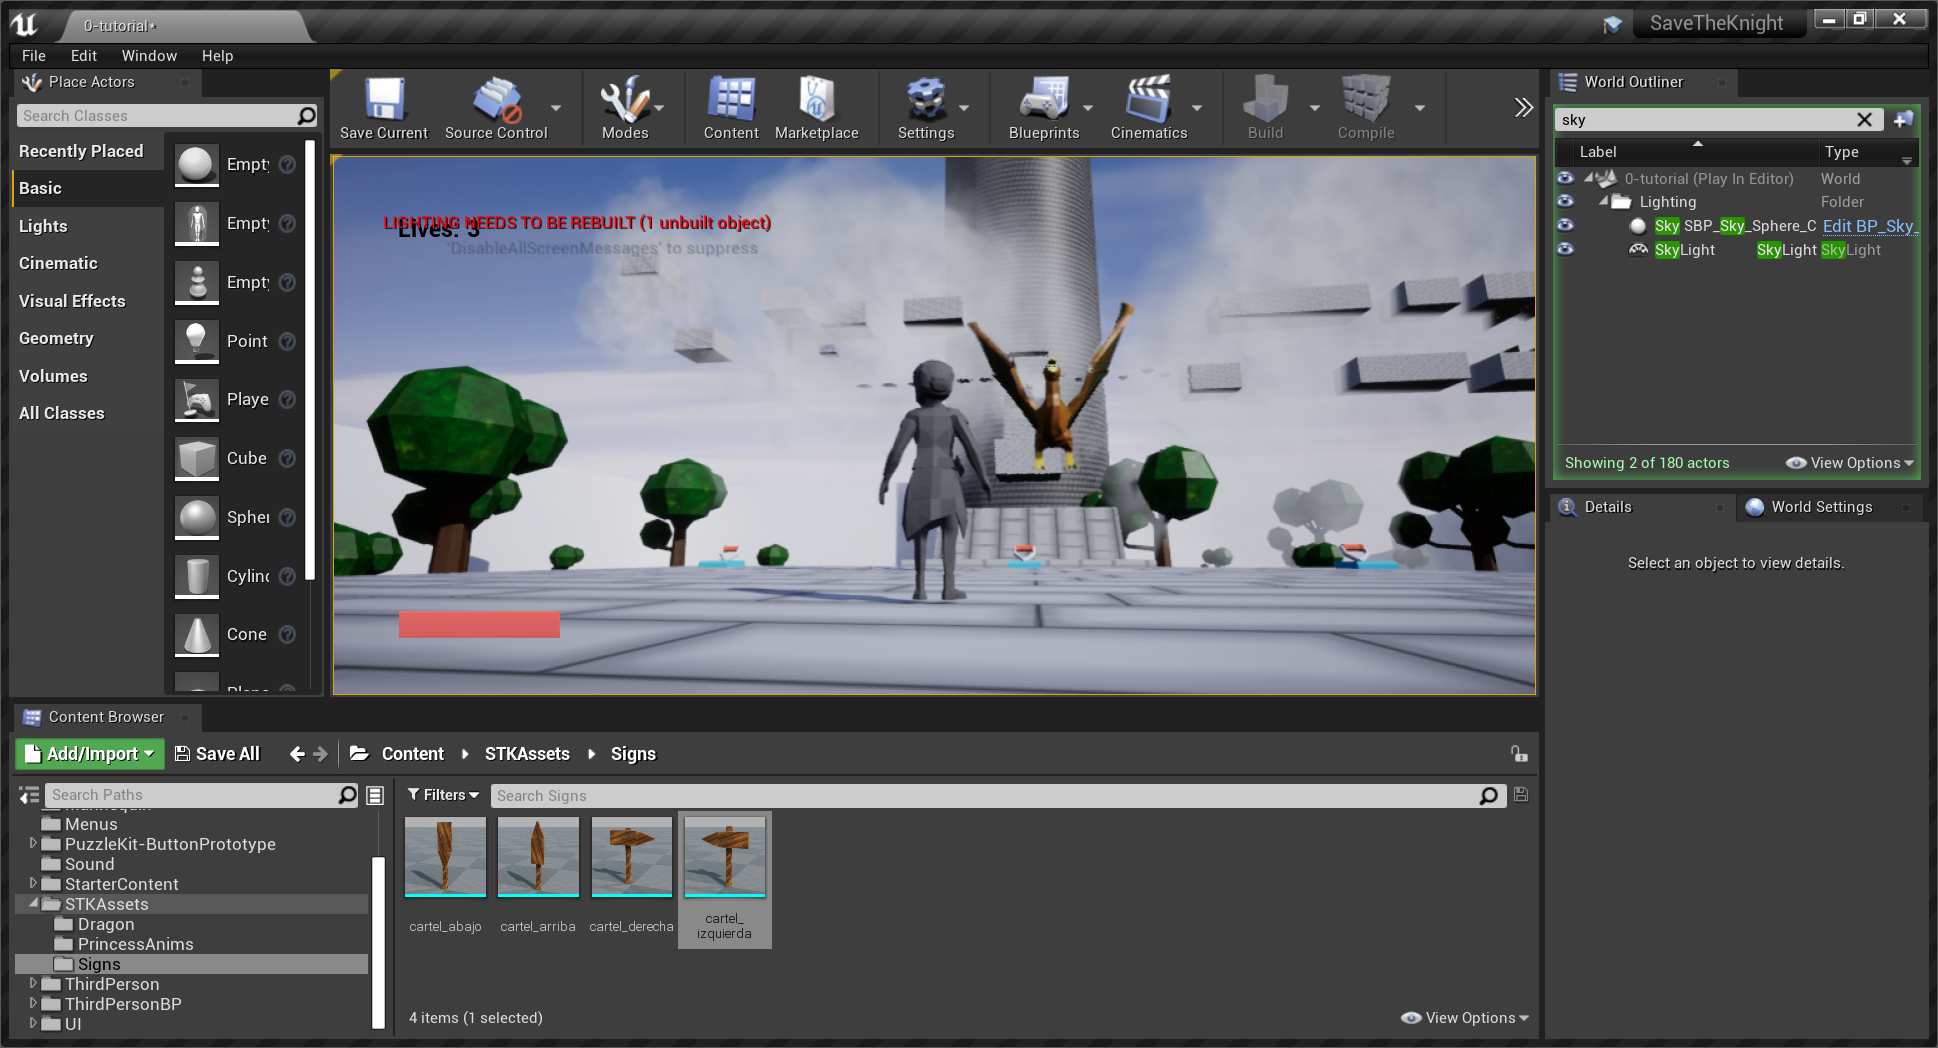 0-tutorial*
SaveTheKnight
File Edit Window Help
Place Actors
Search Classes
Recently Placed
Basic
Lights
Cinematic
Visual Effects
Geometry
Volumes
All Classes
Empty
Empty
Empty
Point
Playe
Cube
Spher
Cylind
Cone
Plane
Save Current
Source Control
Modes
Content
Marketplace
Settings
Blueprints
Cinematics
Build
Compile
LIGHTING NEEDS TO BE REBUILT (1 unbuilt object)
Lives: 3
'DisableAllScreenMessages' to suppress
World Outliner
sky
Label Type
0-tutorial (Play In Editor) World
Lighting Folder
Sky SBP_Sky_Sphere_C Edit BP_Sky_
SkyLight SkyLight SkyLight
Showing 2 of 180 actors
View Options
Details
World Settings
Select an object to view details.
Content Browser
Add/Import
Save All
Content
STKAssets
Signs
Search Paths
Mannequin
Menus
PuzzleKit-ButtonPrototype
Sound
StarterContent
STKAssets
Dragon
PrincessAnims
Signs
ThirdPerson
ThirdPersonBP
UI
Filters
Search Signs
cartel_abajo
cartel_arriba
cartel_derecha
cartel_
izquierda
4 items (1 selected)
View Options